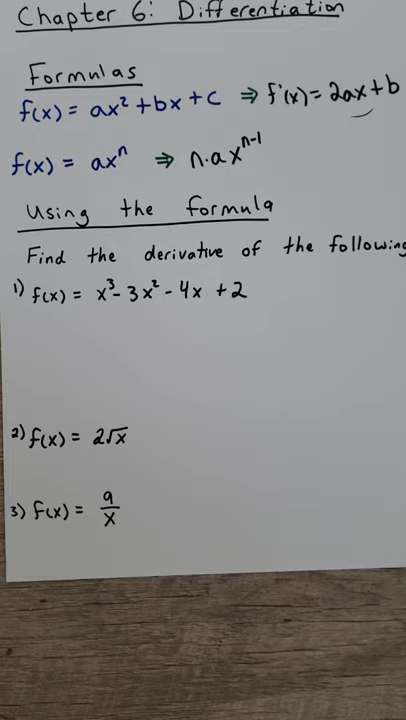 Chapter 6: Differentiation
Formulas
f(x) = ax² + bx + c ⇒ f'(x) = 2ax + b
f(x) = axⁿ ⇒ n·axⁿ⁻¹
Using the formula
Find the derivative of the following
1) f(x) = x³ - 3x² - 4x + 2
2) f(x) = 2√x
3) f(x) = 9/x